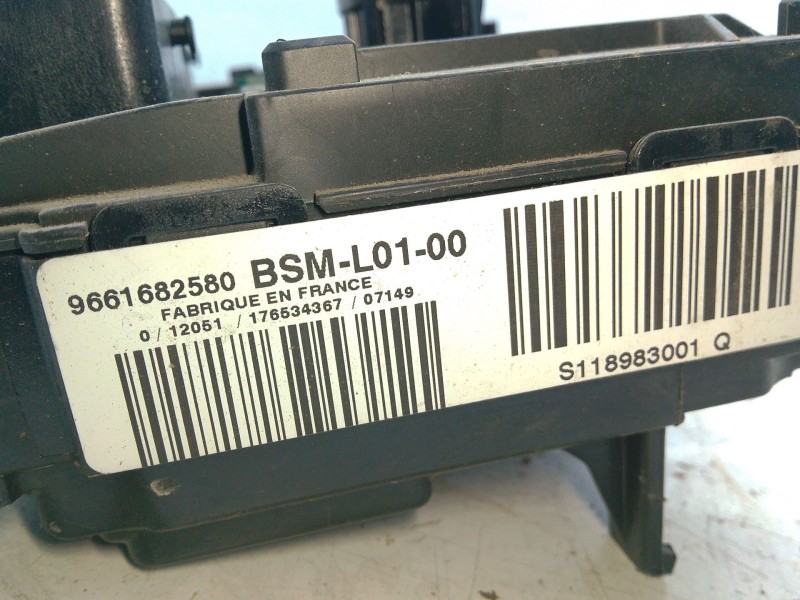 9661682580 BSM-L01-00
FABRIQUE EN FRANCE
0 / 12051 / 176534367 / 07149
S118983001 Q